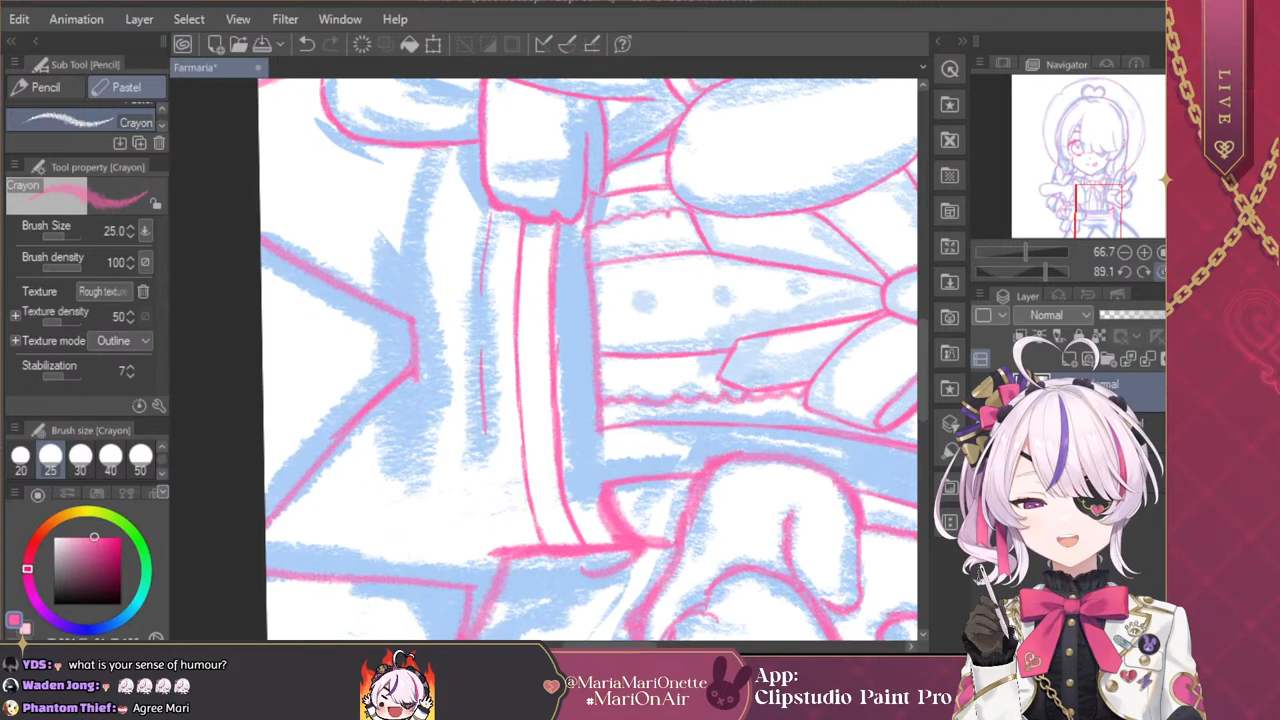 Edit Animation Layer Select View Filter Window Help
Sub Tool [Pencil]
Farmaria*
Pencil Pastel
Crayon
Tool property [Crayon]
Crayon
Brush Size 25.0
Brush density 100
Texture Rough texture
Texture density 50
Texture mode Outline
Stabilization 7
Brush size [Crayon]
20 25 30 40 50
Navigator
66.7
89.1
Layer
Normal
LIVE
YDS: what is your sense of humour?
Waden Jong:
Phantom Thief: Agree Mari
@MariaMariOnette
#MariOnAir
App:
Clipstudio Paint Pro